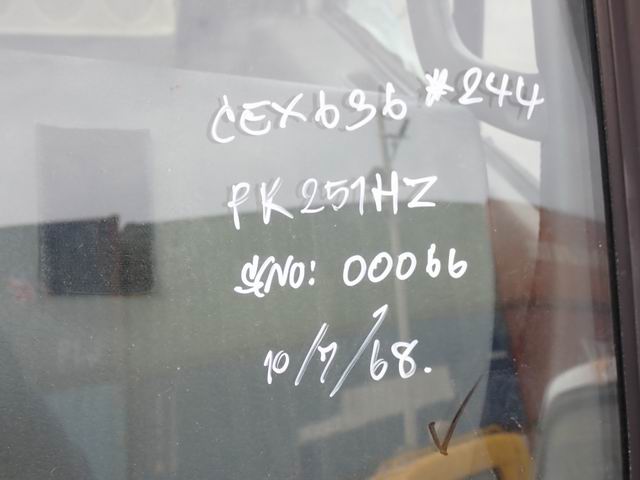 CEX636 #244
PK251HZ
S/NO: 00066
10/7/68.